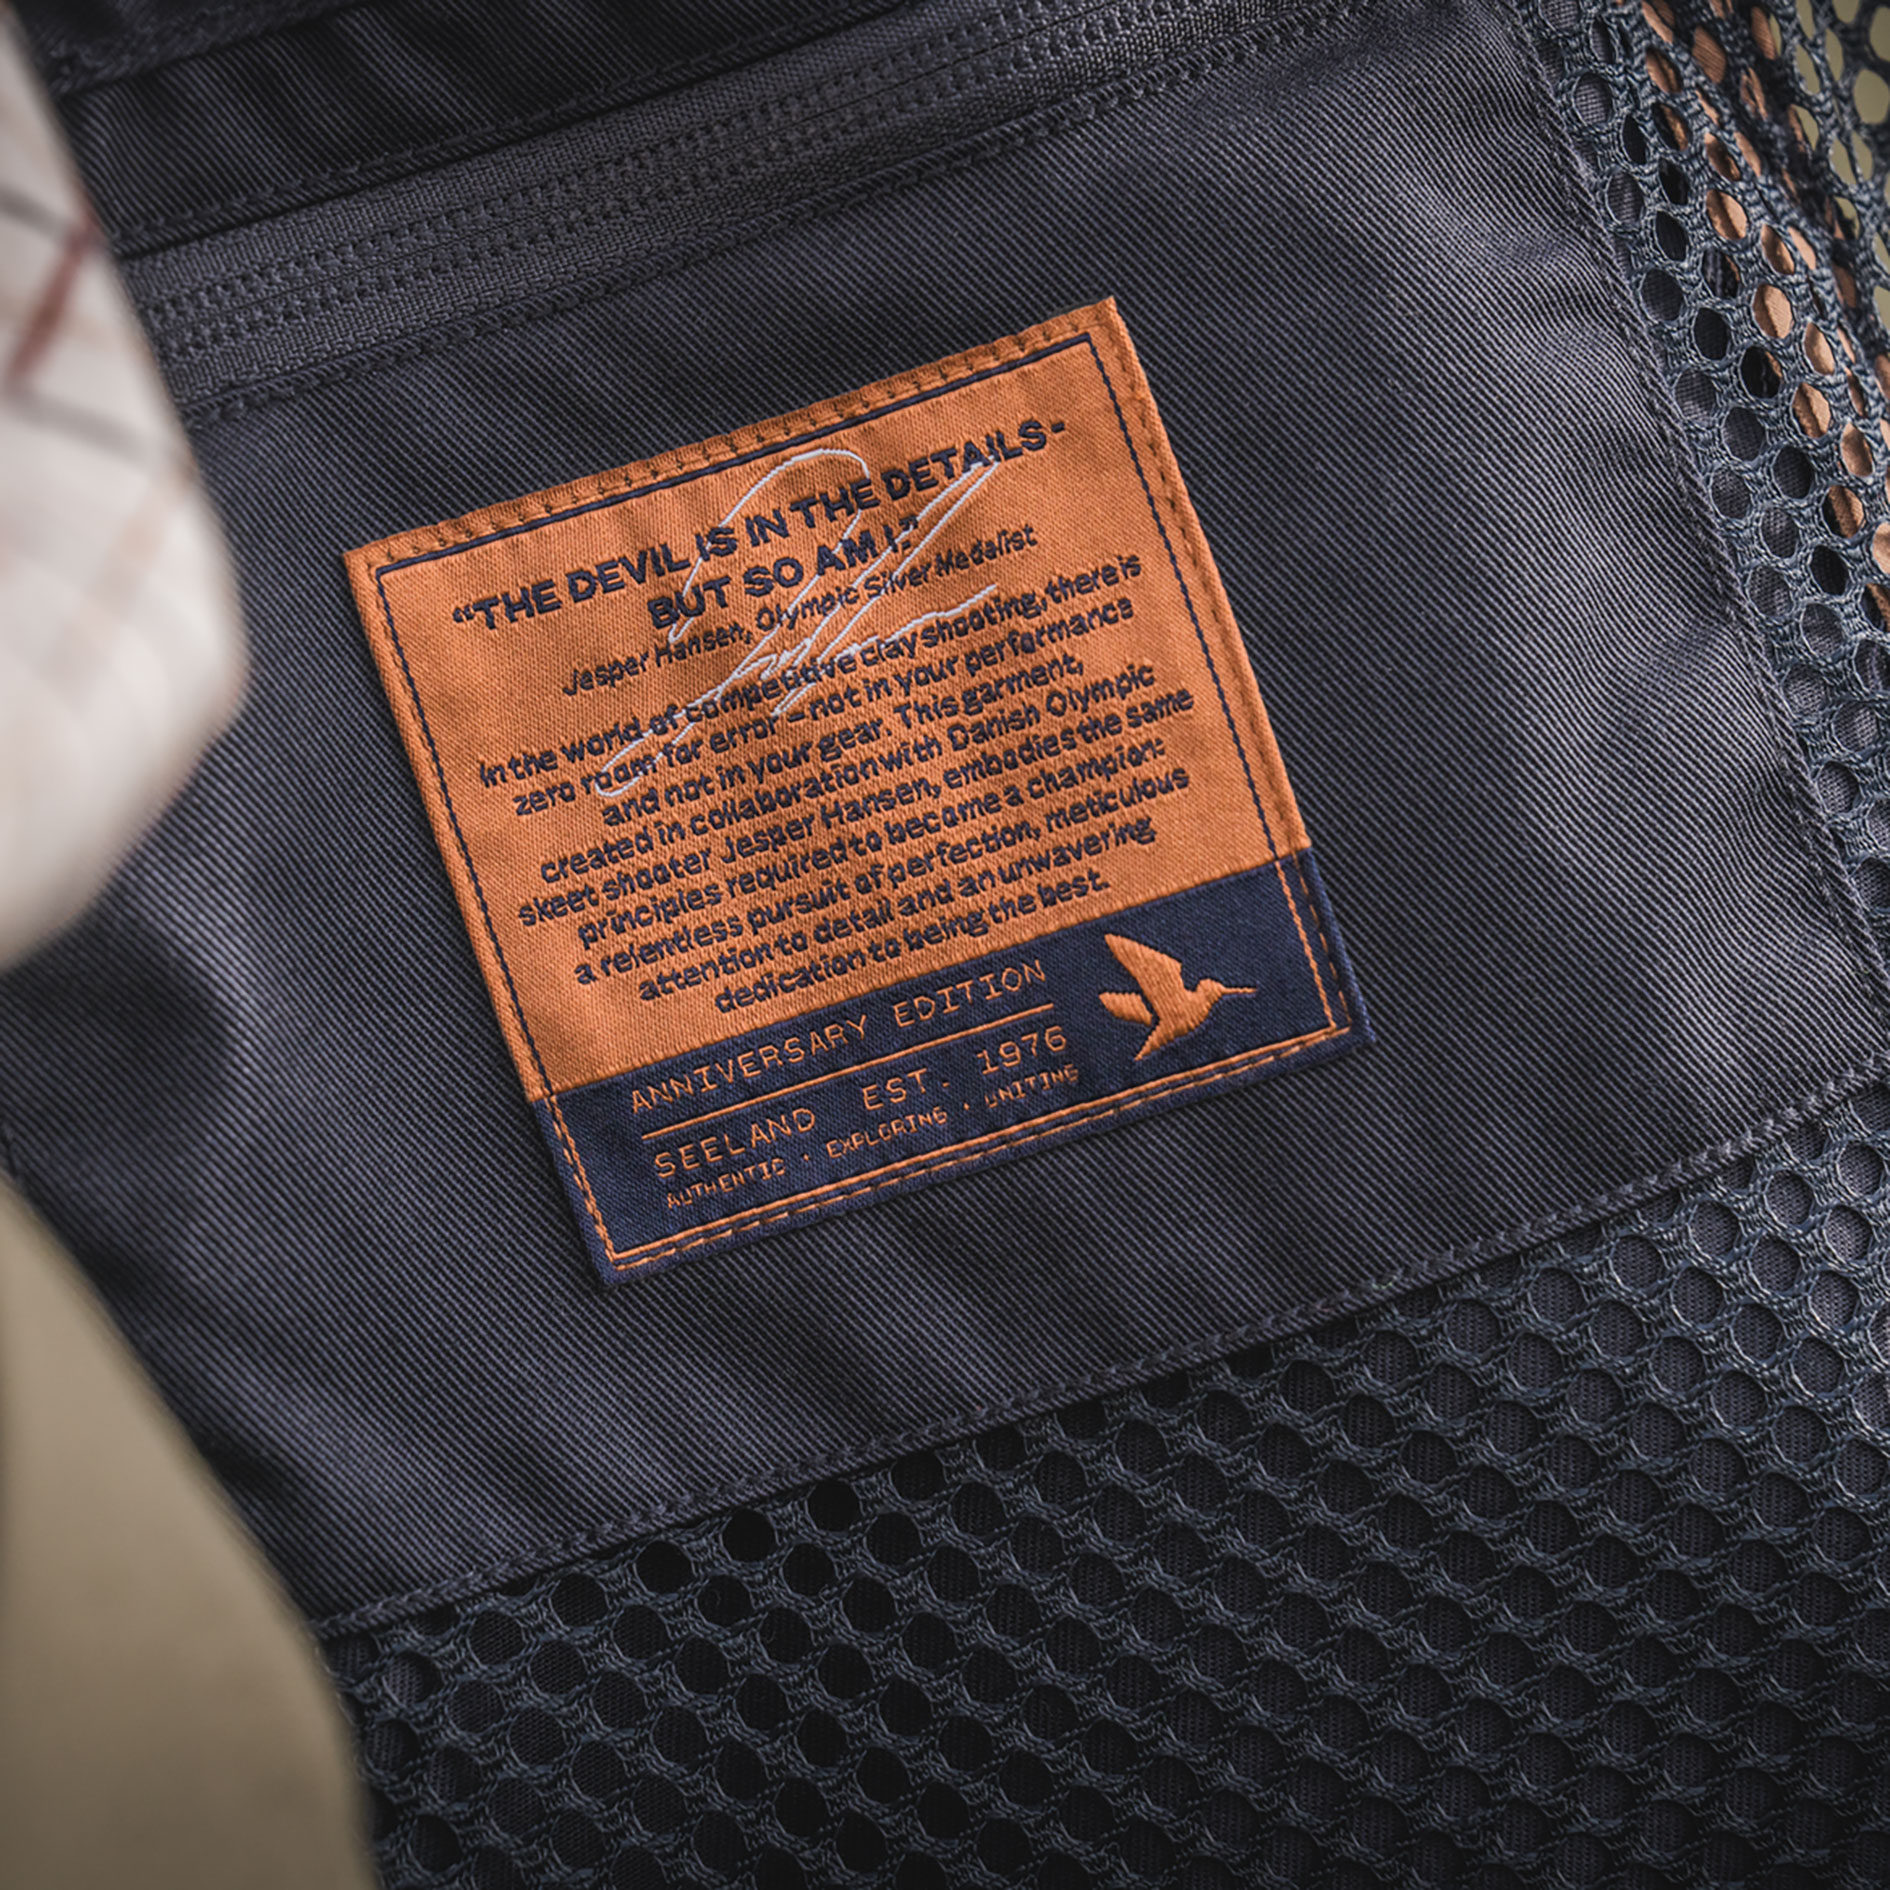 “THE DEVIL IS IN THE DETAILS -
BUT SO AM I.”
Jesper Hansen, Olympic Silver Medalist
In the world of competitive clay shooting, there is
zero room for error – not in your performance
and not in your gear. This garment,
created in collaboration with Danish Olympic
skeet shooter Jesper Hansen, embodies the same
principles required to become a champion:
a relentless pursuit of perfection, meticulous
attention to detail and an unwavering
dedication to being the best.
ANNIVERSARY EDITION
SEELAND EST. 1976
AUTHENTIC · EXPLORING · UNITING